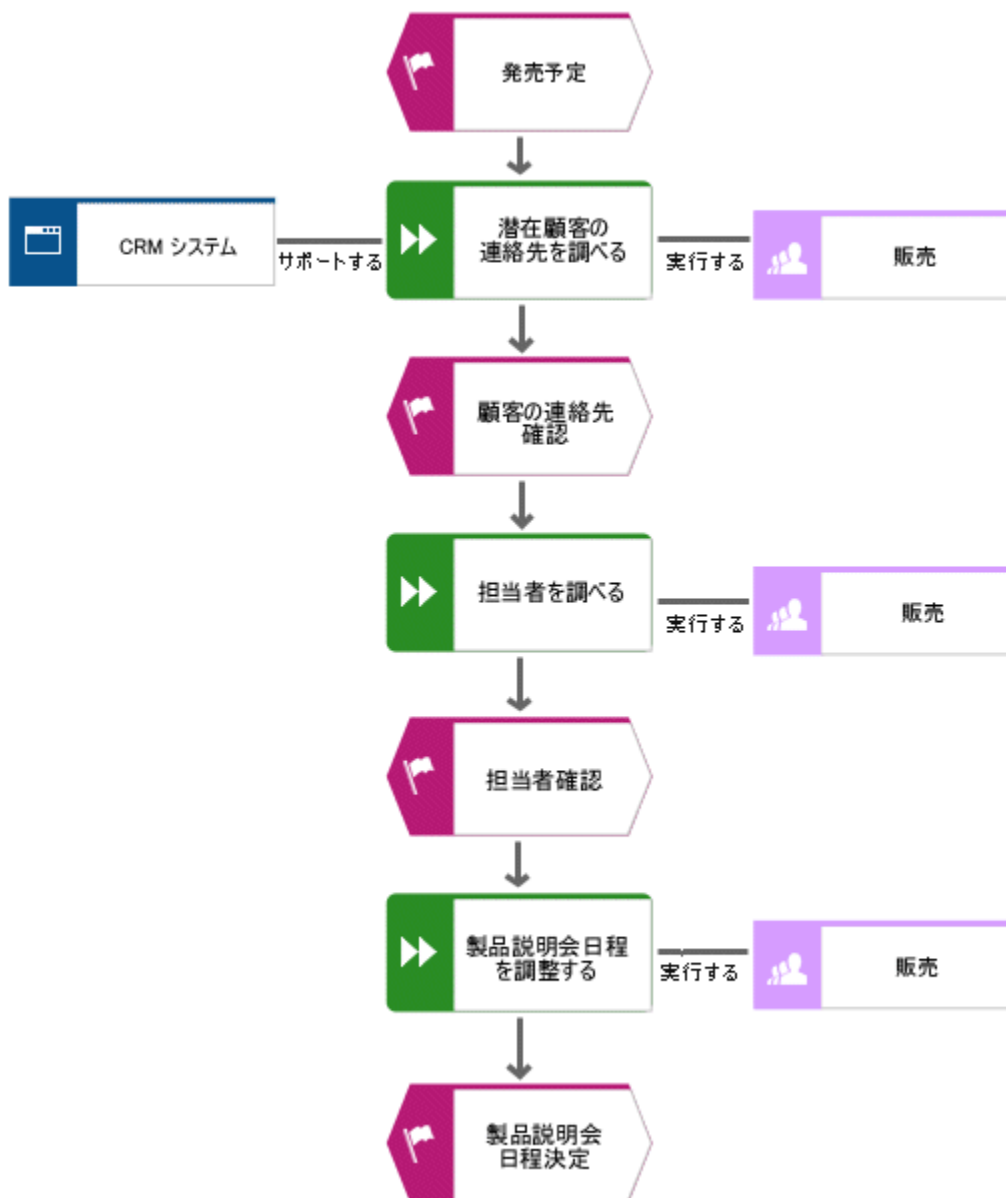 発売予定
CRM システム
サポートする
潜在顧客の
連絡先を調べる
実行する
販売
顧客の連絡先
確認
担当者を調べる
実行する
販売
担当者確認
製品説明会日程
を調整する
実行する
販売
製品説明会
日程決定